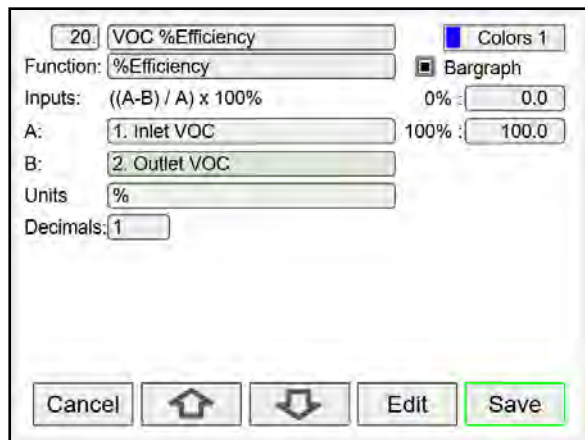 20. VOC %Efficiency Colors 1
Function: %Efficiency Bargraph
Inputs: ((A-B) / A) x 100% 0% : 0.0
A: 1. Inlet VOC 100% : 100.0
B: 2. Outlet VOC
Units %
Decimals: 1
Cancel Edit Save